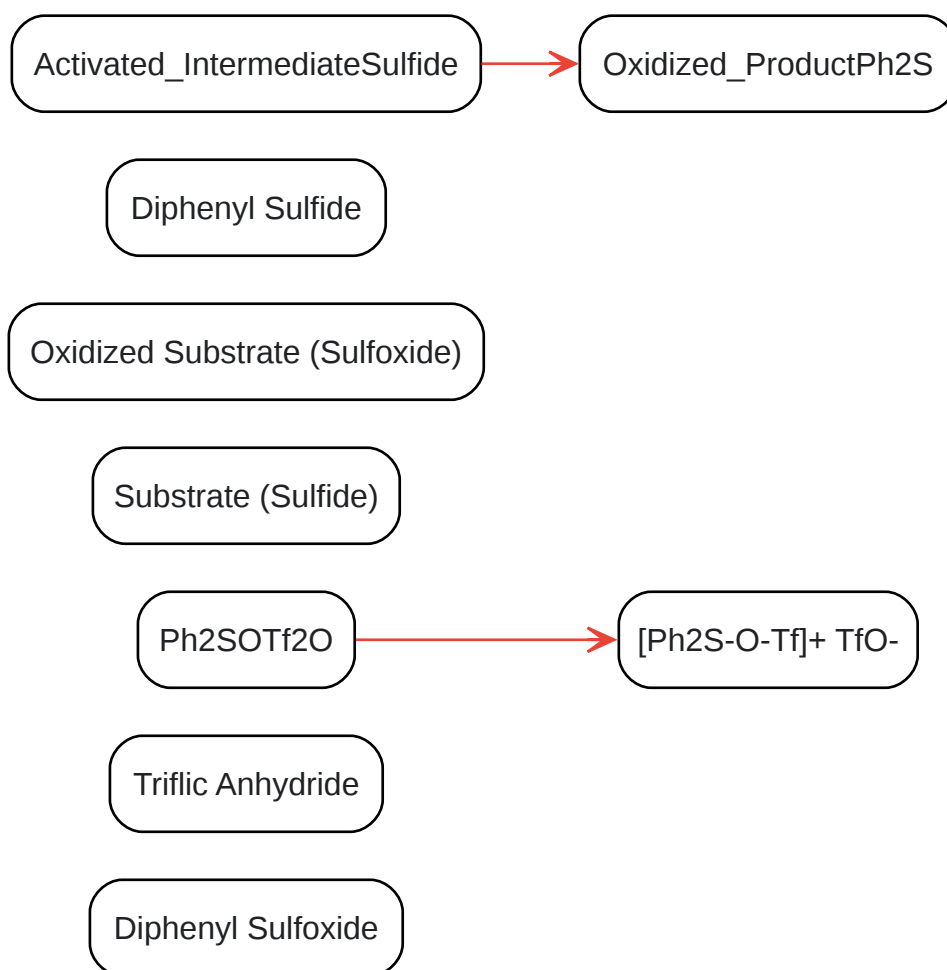 Activated_IntermediateSulfide
Oxidized_ProductPh2S
Diphenyl Sulfide
Oxidized Substrate (Sulfoxide)
Substrate (Sulfide)
Ph2SOTf2O
[Ph2S-O-Tf]+ TfO-
Triflic Anhydride
Diphenyl Sulfoxide